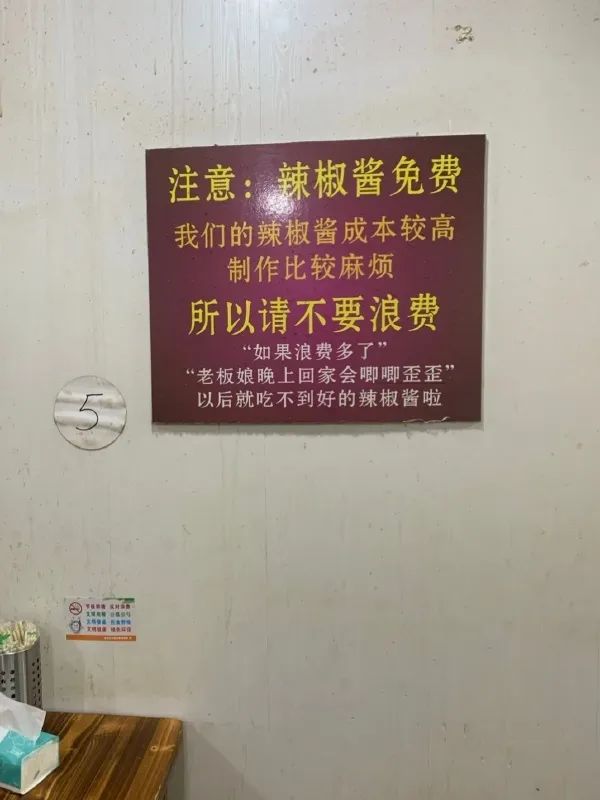 注意：辣椒酱免费
我们的辣椒酱成本较高
制作比较麻烦
所以请不要浪费
“如果浪费多了”
“老板娘晚上回家会唧唧歪歪”
以后就吃不到好的辣椒酱啦
5